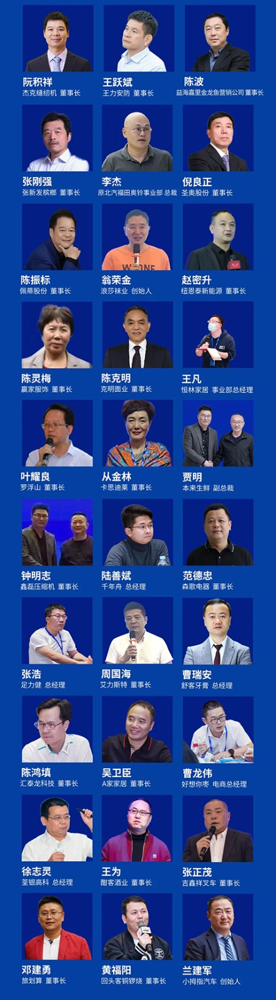 阮积祥
杰克缝纫机 董事长
王跃斌
王力安防 董事长
陈波
益海嘉里金龙鱼营销公司 董事长
张刚强
张新发槟榔 董事长
李杰
原北汽福田奥铃事业部 总裁
倪良正
圣奥股份 董事长
陈振标
佩蒂股份 董事长
翁荣金
浪莎袜业 创始人
赵密升
纽恩泰新能源 董事长
陈灵梅
赢家服饰 董事长
陈克明
克明面业 董事长
王凡
恒林家居 事业部总经理
叶耀良
罗浮山 董事长
从金林
卡思迪莱 董事长
贾明
本来生鲜 副总裁
钟明志
鑫磊压缩机 董事长
陆善斌
千年舟 总经理
范德忠
森歌电器 董事长
张浩
足力健 总经理
周国海
艾力斯特 董事长
曹瑞安
舒客牙膏 总经理
陈鸿填
汇泰龙科技 董事长
吴卫臣
A家家居 董事长
曹龙伟
好想你枣 电商总经理
徐志灵
荃银高科 总经理
王为
酣客酒业 董事长
张正茂
吉鑫祥叉车 董事长
邓建勇
旅划算 董事长
黄福阳
回头客铜锣烧 董事长
兰建军
小拇指汽车 创始人